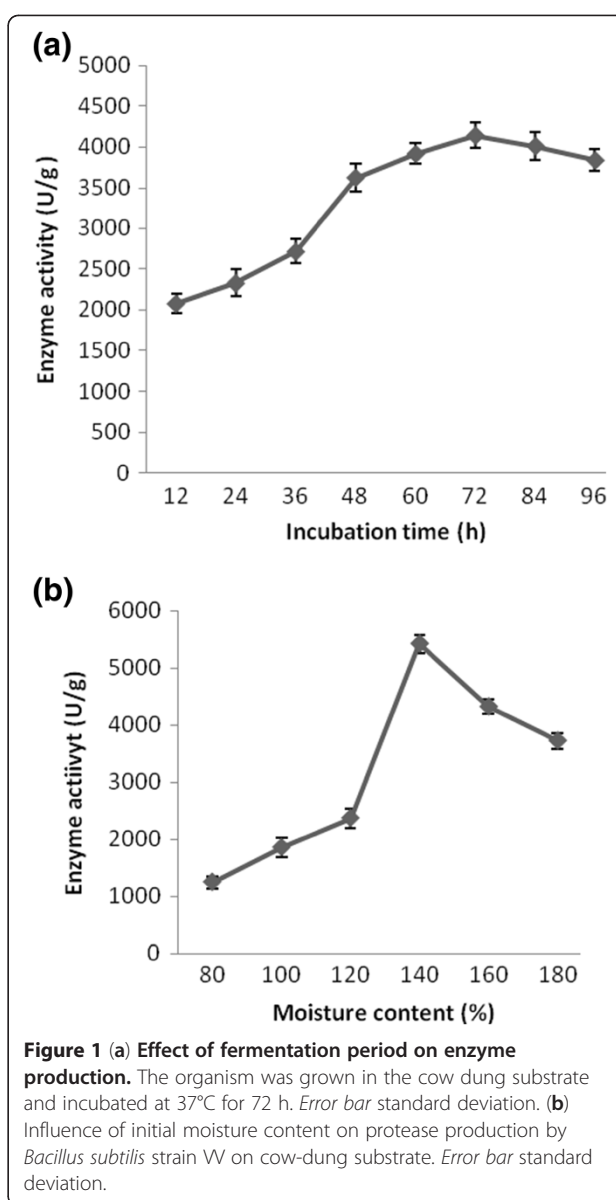 (a)
5000
4500
4000
3500
3000
2500
2000
1500
1000
500
0
Enzyme activity (U/g)
12 24 36 48 60 72 84 96
Incubation time (h)
(b)
6000
5000
4000
3000
2000
1000
0
Enzyme actiivyt (U/g)
80 100 120 140 160 180
Moisture content (%)
Figure 1 (a) Effect of fermentation period on enzyme
production. The organism was grown in the cow dung substrate
and incubated at 37°C for 72 h. Error bar standard deviation. (b)
Influence of initial moisture content on protease production by
Bacillus subtilis strain VV on cow-dung substrate. Error bar standard
deviation.